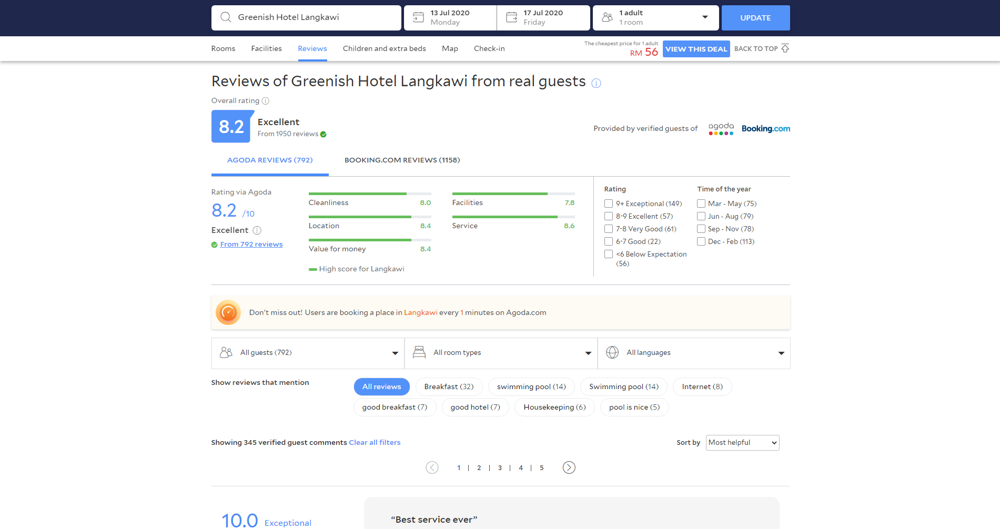 Greenish Hotel Langkawi
13 Jul 2020
Monday
17 Jul 2020
Friday
1 adult
1 room
UPDATE
Rooms
Facilities
Reviews
Children and extra beds
Map
Check-in
The cheapest price for 1 adult
RM 56
VIEW THIS DEAL
BACK TO TOP
Reviews of Greenish Hotel Langkawi from real guests
Overall rating
8.2
Excellent
From 1950 reviews
Provided by verified guests of
agoda
Booking.com
AGODA REVIEWS (792)
BOOKING.COM REVIEWS (1158)
Rating via Agoda
8.2 /10
Excellent
From 792 reviews
Cleanliness 8.0
Location 8.4
Value for money 8.4
Facilities 7.8
Service 8.6
High score for Langkawi
Rating
9+ Exceptional (149)
8-9 Excellent (57)
7-8 Very Good (61)
6-7 Good (22)
<6 Below Expectation
(56)
Time of the year
Mar - May (75)
Jun - Aug (79)
Sep - Nov (78)
Dec - Feb (113)
Don't miss out! Users are booking a place in Langkawi every 1 minutes on Agoda.com
All guests (792)
All room types
All languages
Show reviews that mention
All reviews
Breakfast (32)
swimming pool (14)
Swimming pool (14)
Internet (8)
good breakfast (7)
good hotel (7)
Housekeeping (6)
pool is nice (5)
Showing 345 verified guest comments Clear all filters
Sort by
Most helpful
1 | 2 | 3 | 4 | 5
10.0 Exceptional
“Best service ever”